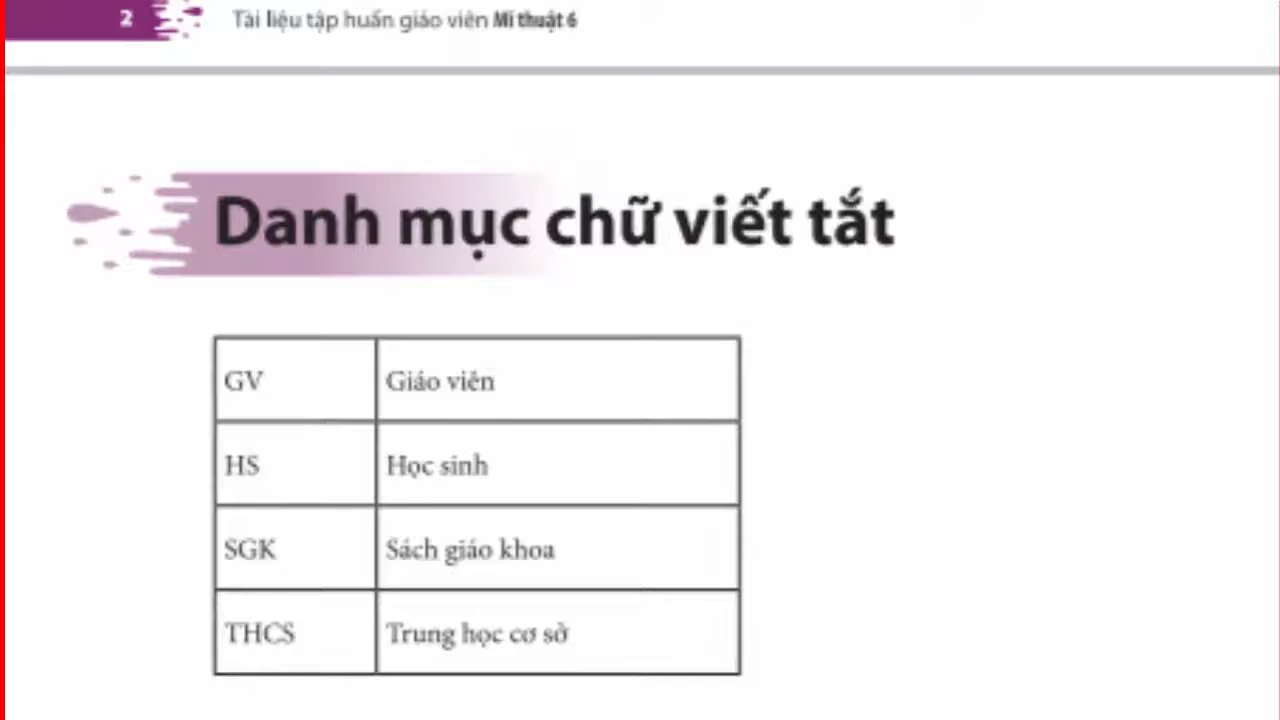 2 Tài liệu tập huấn giáo viên Mĩ thuật 6
Danh mục chữ viết tắt
GV Giáo viên
HS Học sinh
SGK Sách giáo khoa
THCS Trung học cơ sở